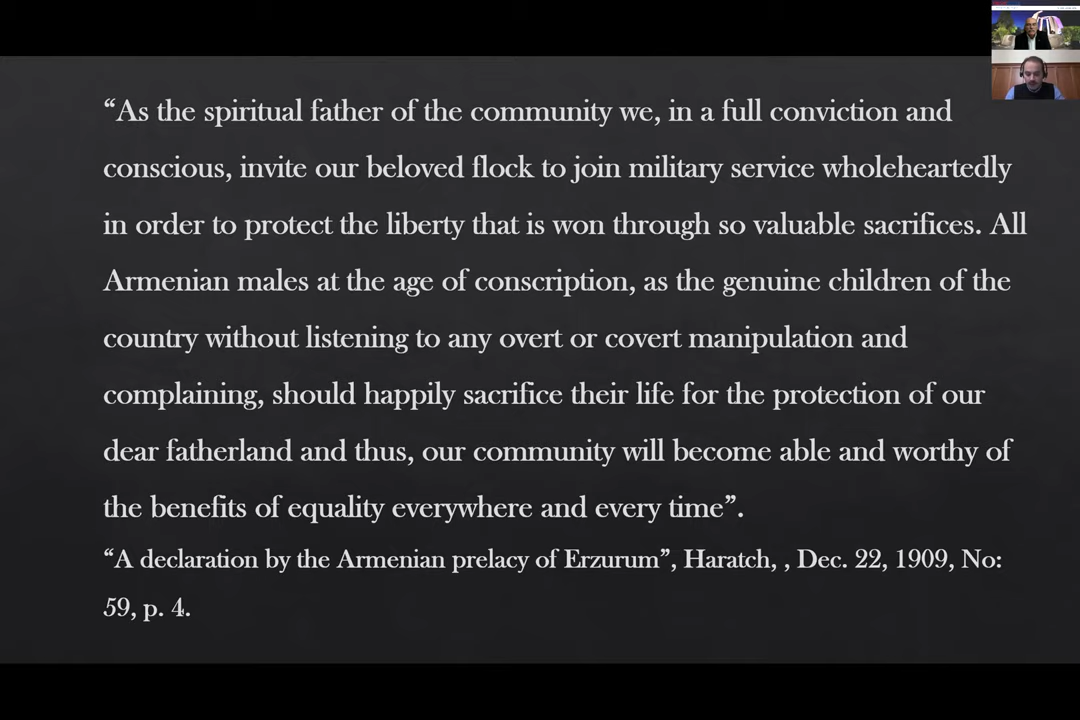 “As the spiritual father of the community we, in a full conviction and
conscious, invite our beloved flock to join military service wholeheartedly
in order to protect the liberty that is won through so valuable sacrifices. All
Armenian males at the age of conscription, as the genuine children of the
country without listening to any overt or covert manipulation and
complaining, should happily sacrifice their life for the protection of our
dear fatherland and thus, our community will become able and worthy of
the benefits of equality everywhere and every time”.
“A declaration by the Armenian prelacy of Erzurum”, Haratch, , Dec. 22, 1909, No:
59, p. 4.